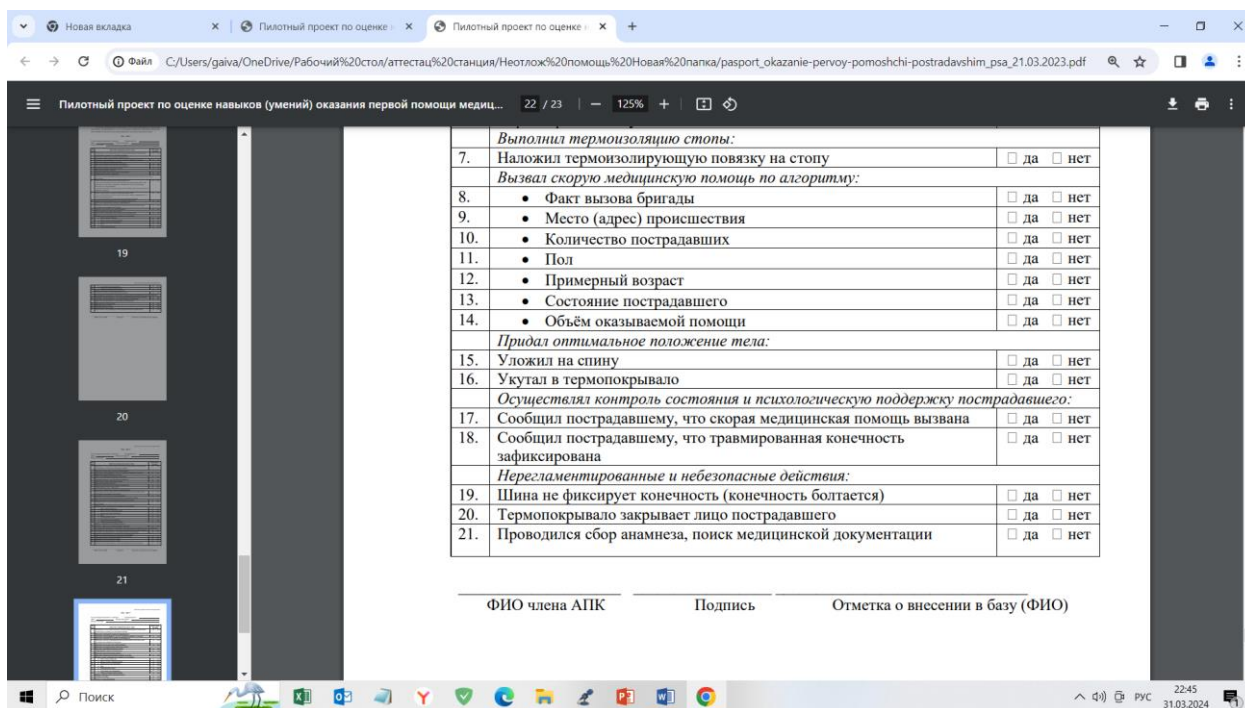 Новая вкладка
Пилотный проект по оценке
Пилотный проект по оценке
Файл
C:/Users/gaiva/OneDrive/Рабочий%20стол/аттестац%20станция/Неотлож%20помощь%20Новая%20папка/pasport_okazanie-pervoy-pomoshchi-postradavshim_psa_21.03.2023.pdf
Пилотный проект по оценке навыков (умений) оказания первой помощи медиц...
22 / 23
125%
19
20
21
Выполнил термоизоляцию стопы:
7. Наложил термоизолирующую повязку на стопу да нет
Вызвал скорую медицинскую помощь по алгоритму:
8. • Факт вызова бригады да нет
9. • Место (адрес) происшествия да нет
10. • Количество пострадавших да нет
11. • Пол да нет
12. • Примерный возраст да нет
13. • Состояние пострадавшего да нет
14. • Объём оказываемой помощи да нет
Придал оптимальное положение тела:
15. Уложил на спину да нет
16. Укутал в термопокрывало да нет
Осуществлял контроль состояния и психологическую поддержку пострадавшего:
17. Сообщил пострадавшему, что скорая медицинская помощь вызвана да нет
18. Сообщил пострадавшему, что травмированная конечность да нет
зафиксирована
Нерегламентированные и небезопасные действия:
19. Шина не фиксирует конечность (конечность болтается) да нет
20. Термопокрывало закрывает лицо пострадавшего да нет
21. Проводился сбор анамнеза, поиск медицинской документации да нет
ФИО члена АПК Подпись Отметка о внесении в базу (ФИО)
Поиск
РУС
22:45
31.03.2024